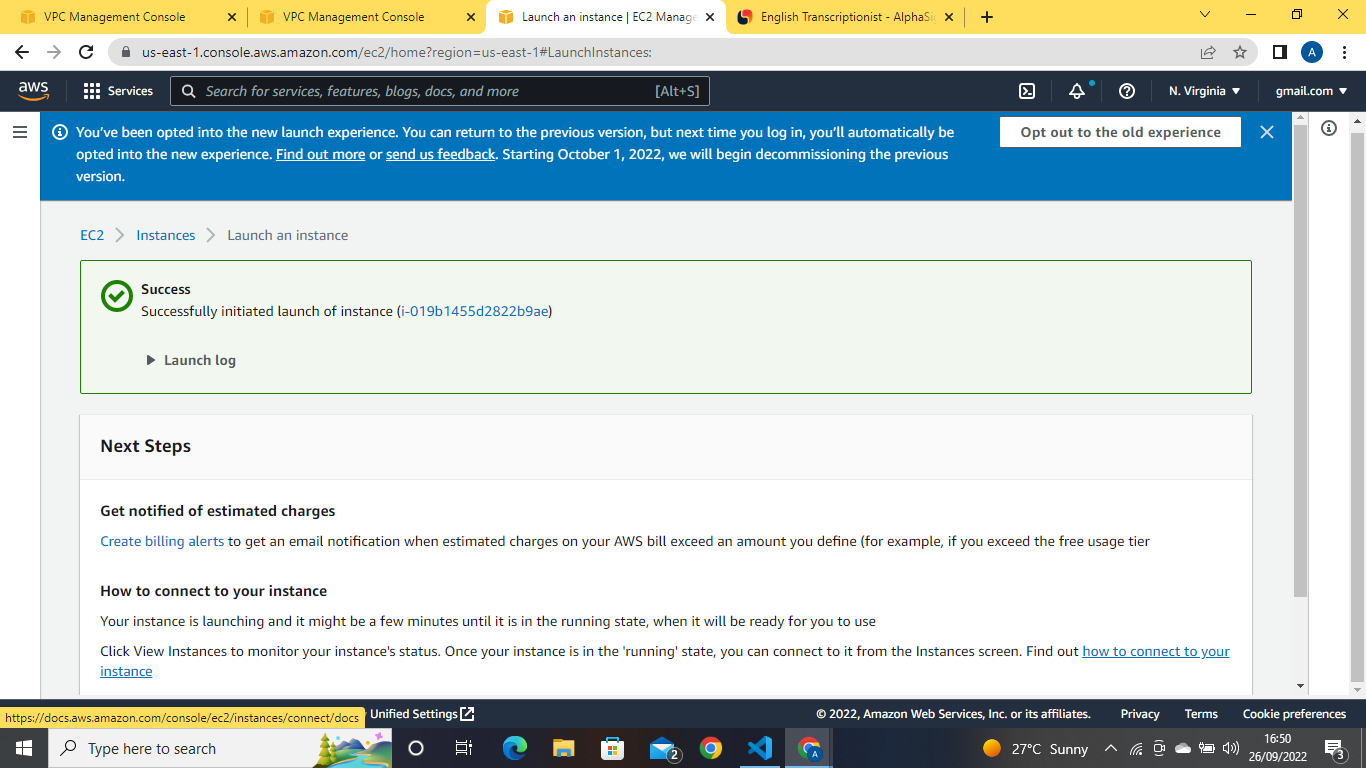 VPC Management Console
VPC Management Console
Launch an instance | EC2 Manage
English Transcriptionist - AlphaSi
us-east-1.console.aws.amazon.com/ec2/home?region=us-east-1#LaunchInstances:
A
aws
Services
Search for services, features, blogs, docs, and more
[Alt+S]
N. Virginia
gmail.com
You've been opted into the new launch experience. You can return to the previous version, but next time you log in, you'll automatically be
opted into the new experience. Find out more or send us feedback. Starting October 1, 2022, we will begin decommissioning the previous
version.
Opt out to the old experience
EC2 > Instances > Launch an instance
Success
Successfully initiated launch of instance (i-019b1455d2822b9ae)
Launch log
Next Steps
Get notified of estimated charges
Create billing alerts to get an email notification when estimated charges on your AWS bill exceed an amount you define (for example, if you exceed the free usage tier
How to connect to your instance
Your instance is launching and it might be a few minutes until it is in the running state, when it will be ready for you to use
Click View Instances to monitor your instance's status. Once your instance is in the 'running' state, you can connect to it from the Instances screen. Find out how to connect to your
instance
https://docs.aws.amazon.com/console/ec2/instances/connect/docs
Unified Settings
© 2022, Amazon Web Services, Inc. or its affiliates.
Privacy
Terms
Cookie preferences
Type here to search
2
A
27°C Sunny
16:50
26/09/2022
3